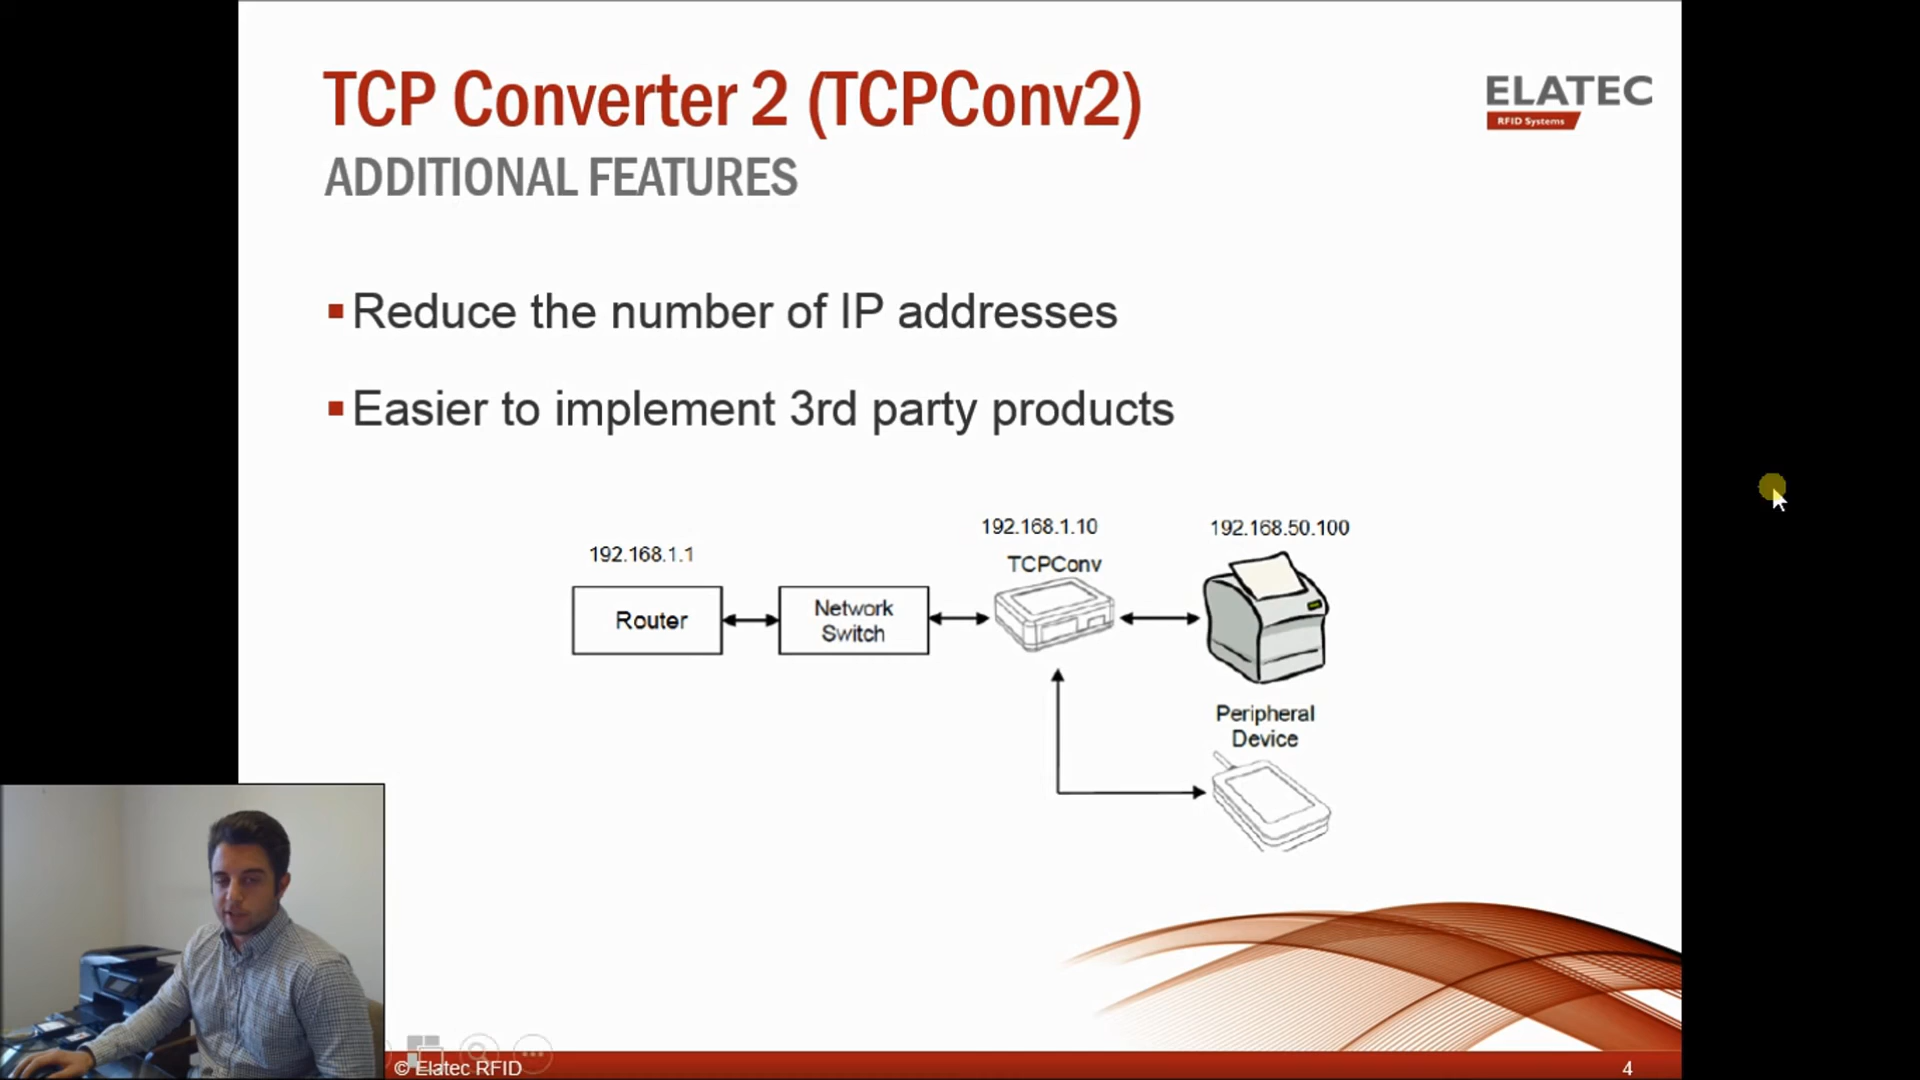 TCP Converter 2 (TCPConv2)
ELATEC
RFID Systems
ADDITIONAL FEATURES
Reduce the number of IP addresses
Easier to implement 3rd party products
192.168.1.10
192.168.50.100
192.168.1.1
TCPConv
Router
Network
Switch
Peripheral
Device
© Elatec RFID
4